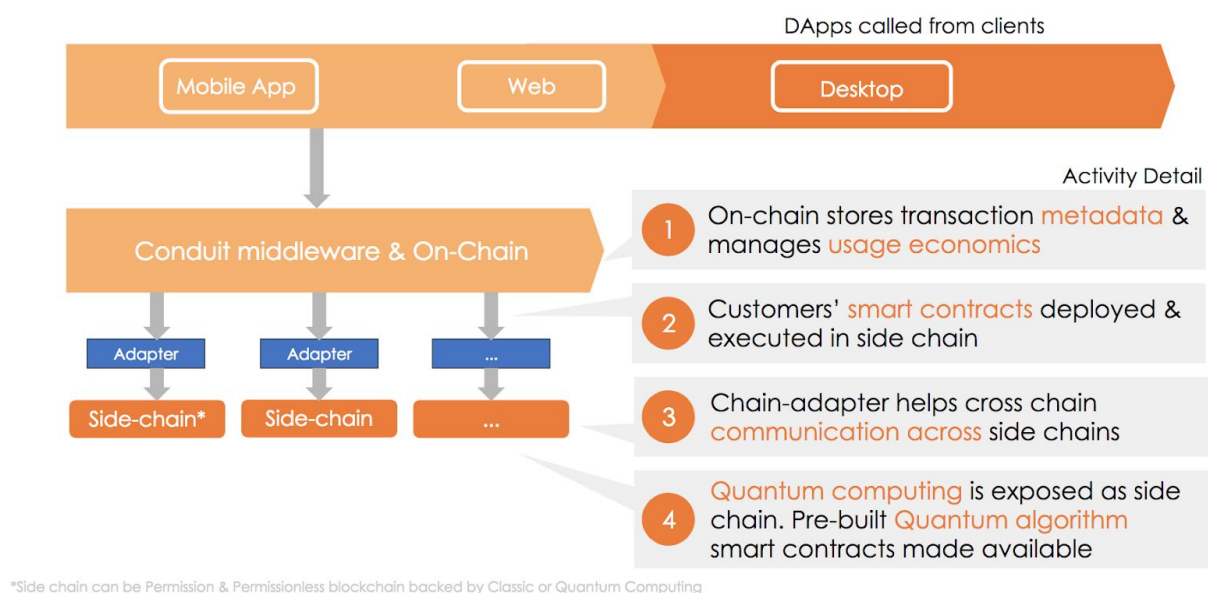 DApps called from clients
Mobile App
Web
Desktop
Activity Detail
Conduit middleware & On-Chain
1
On-chain stores transaction metadata &
manages usage economics
2
Customers’ smart contracts deployed &
executed in side chain
Adapter
Adapter
...
Side-chain*
Side-chain
...
3
Chain-adapter helps cross chain
communication across side chains
4
Quantum computing is exposed as side
chain. Pre-built Quantum algorithm
smart contracts made available
*Side chain can be Permission & Permissionless blockchain backed by Classic or Quantum Computing